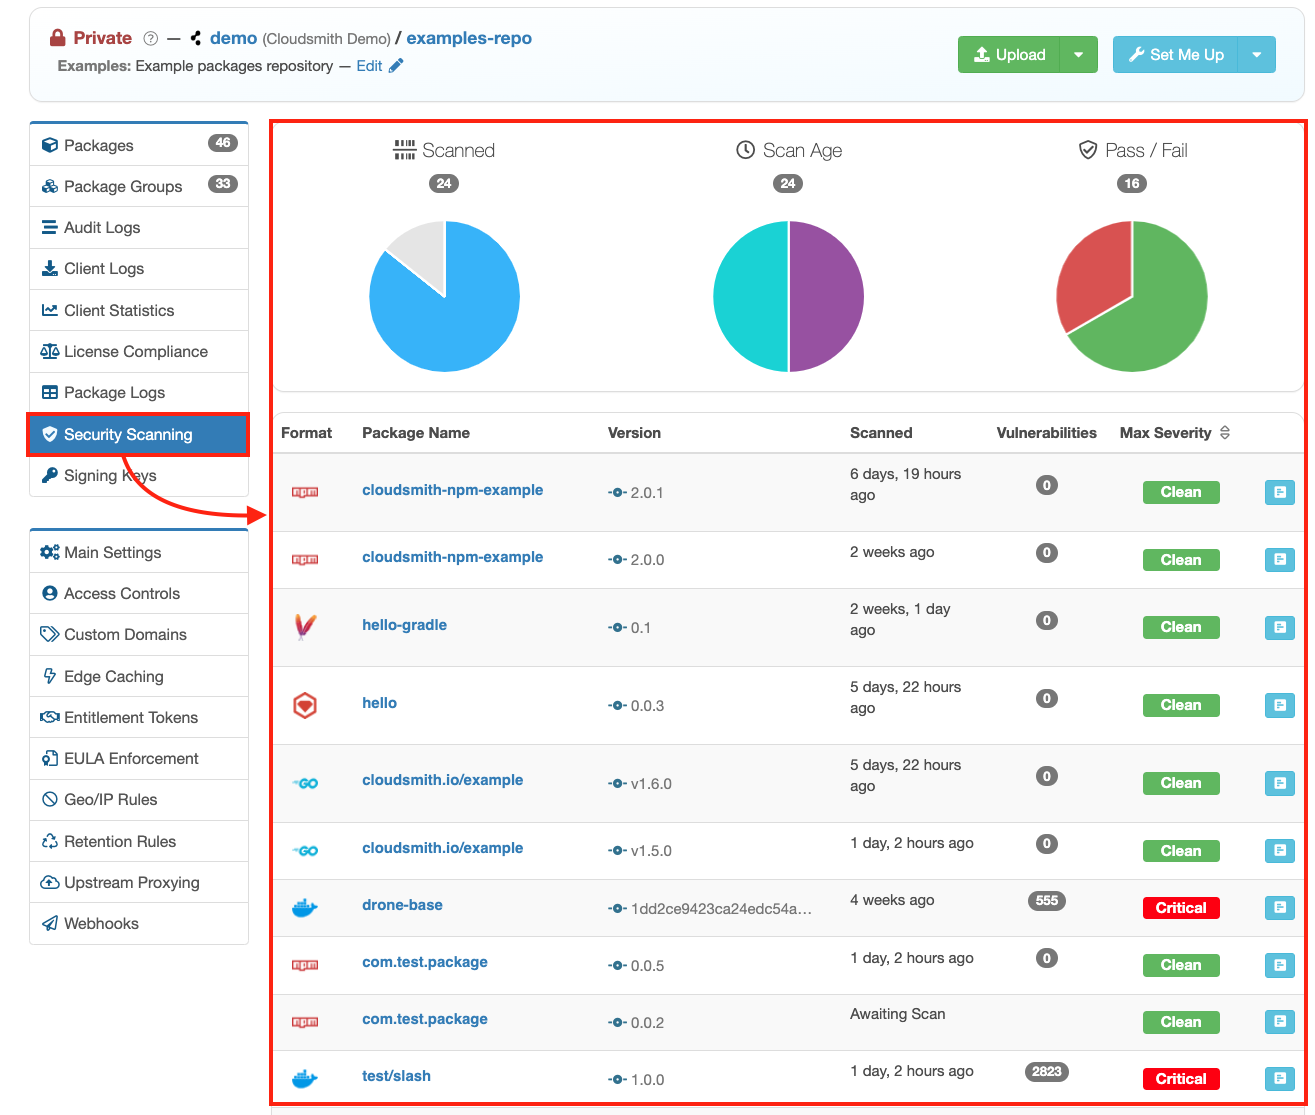 Private — demo (Cloudsmith Demo) / examples-repo
Examples: Example packages repository — Edit
Upload
Set Me Up
Packages 46
Package Groups 33
Audit Logs
Client Logs
Client Statistics
License Compliance
Package Logs
Security Scanning
Signing Keys
Main Settings
Access Controls
Custom Domains
Edge Caching
Entitlement Tokens
EULA Enforcement
Geo/IP Rules
Retention Rules
Upstream Proxying
Webhooks
Scanned
24
Scan Age
24
Pass / Fail
16
Format Package Name Version Scanned Vulnerabilities Max Severity
npm cloudsmith-npm-example 2.0.1 6 days, 19 hours ago 0 Clean
npm cloudsmith-npm-example 2.0.0 2 weeks ago 0 Clean
hello-gradle 0.1 2 weeks, 1 day ago 0 Clean
hello 0.0.3 5 days, 22 hours ago 0 Clean
GO cloudsmith.io/example v1.6.0 5 days, 22 hours ago 0 Clean
GO cloudsmith.io/example v1.5.0 1 day, 2 hours ago 0 Clean
drone-base 1dd2ce9423ca24edc54a... 4 weeks ago 555 Critical
npm com.test.package 0.0.5 1 day, 2 hours ago 0 Clean
npm com.test.package 0.0.2 Awaiting Scan Clean
test/slash 1.0.0 1 day, 2 hours ago 2823 Critical